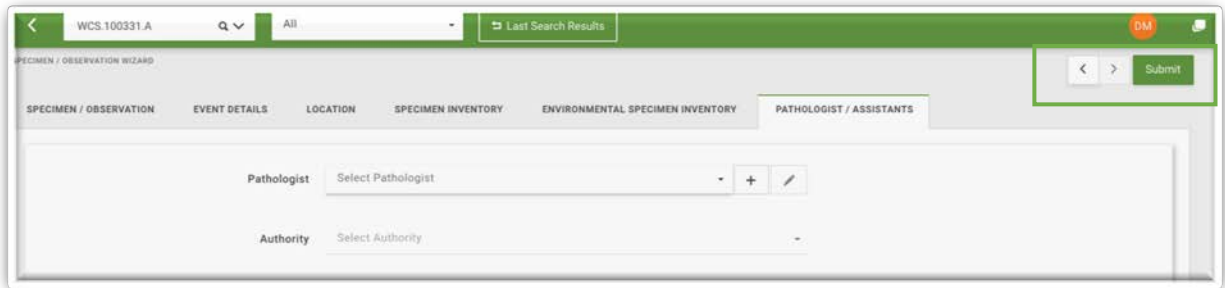 WCS.100331.A All Last Search Results DM
SPECIMEN / OBSERVATION WIZARD
Submit
SPECIMEN / OBSERVATION EVENT DETAILS LOCATION SPECIMEN INVENTORY ENVIRONMENTAL SPECIMEN INVENTORY PATHOLOGIST / ASSISTANTS
Pathologist Select Pathologist
Authority Select Authority